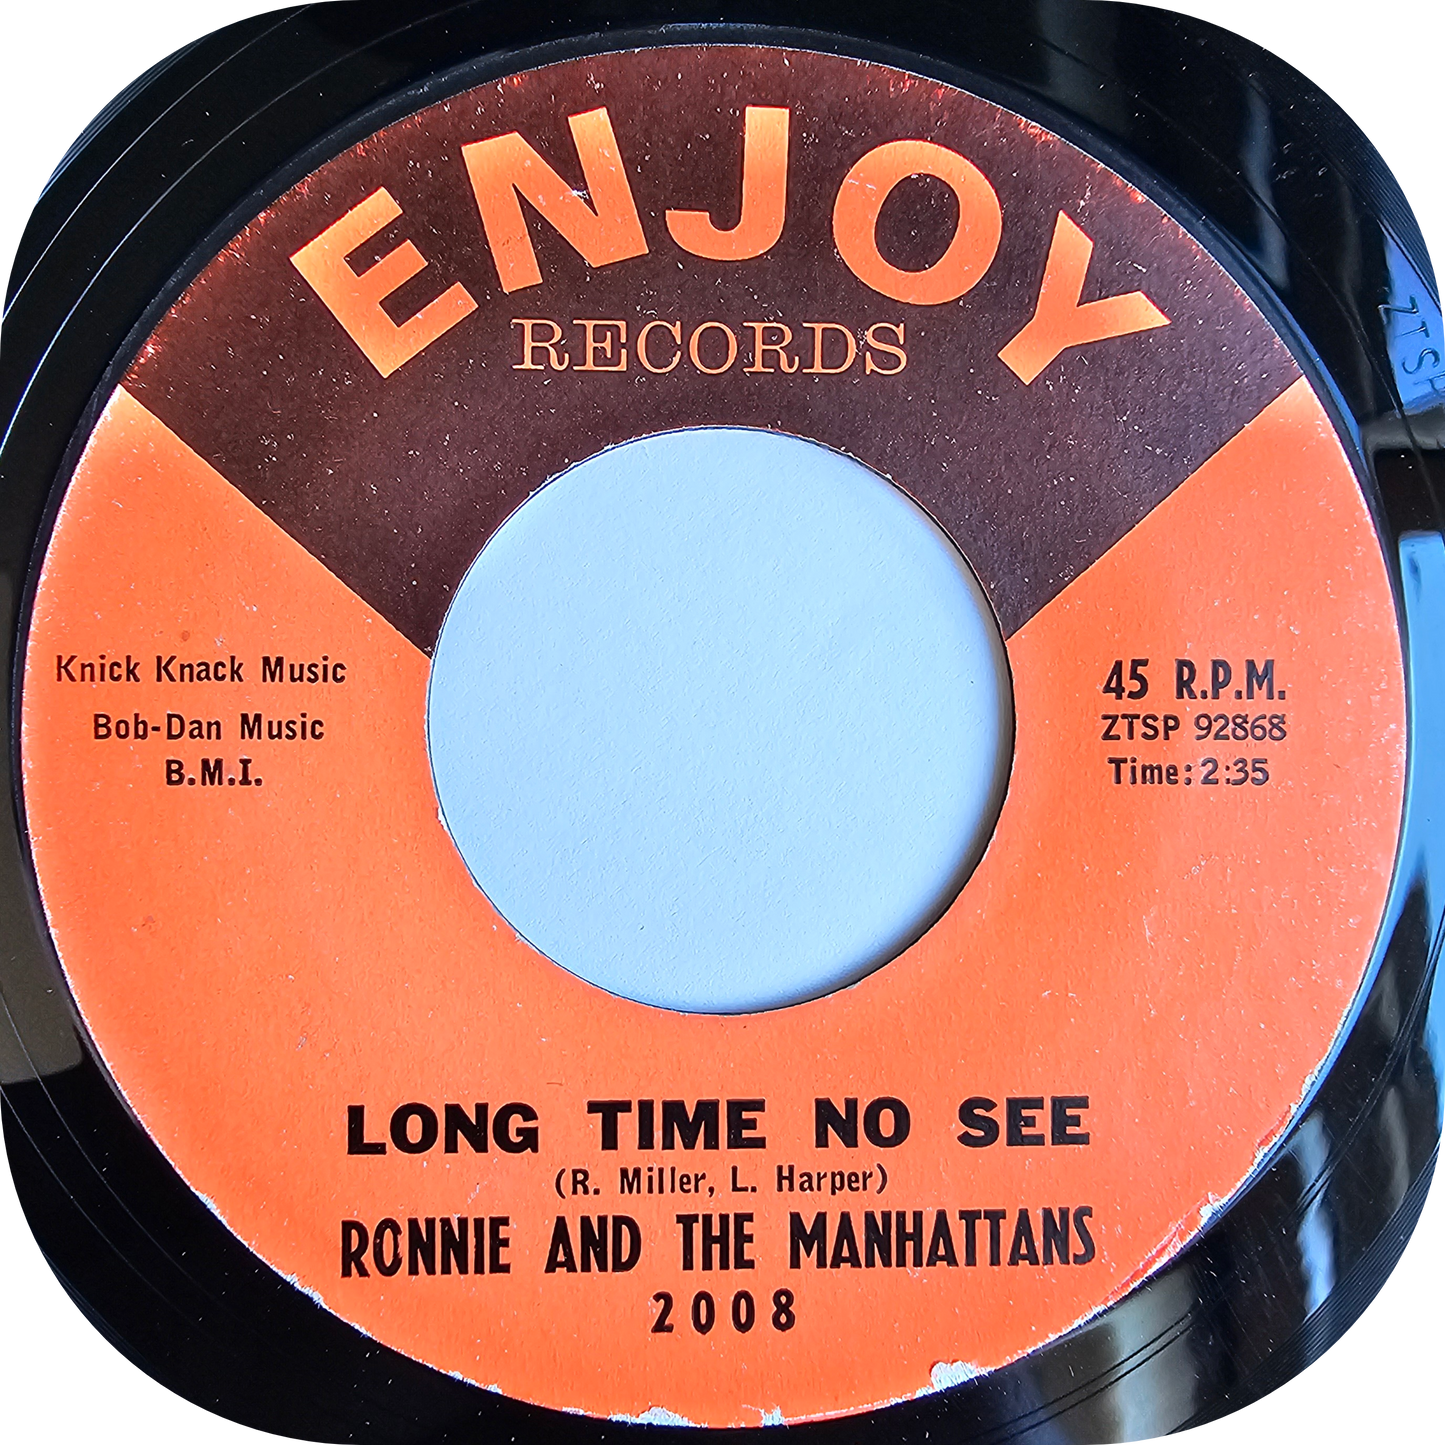 ENJOY
RECORDS
Knick Knack Music
Bob-Dan Music
B.M.I.
45 R.P.M.
ZTSP 92868
Time: 2:35
LONG TIME NO SEE
(R. Miller, L. Harper)
RONNIE AND THE MANHATTANS
2008
ZTSP